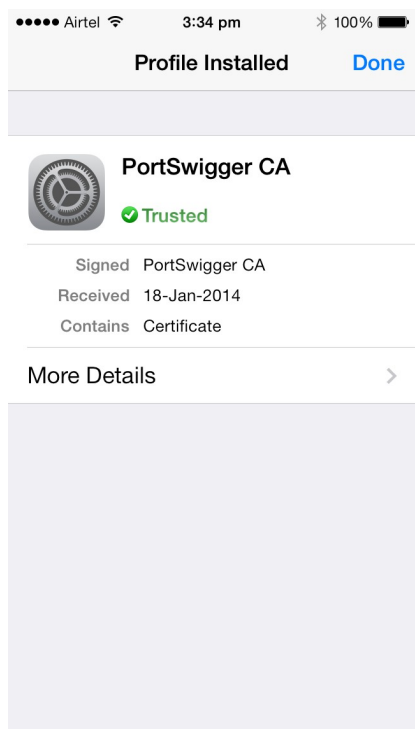 Airtel 3:34 pm 100%
Profile Installed Done
PortSwigger CA
Trusted
Signed PortSwigger CA
Received 18-Jan-2014
Contains Certificate
More Details